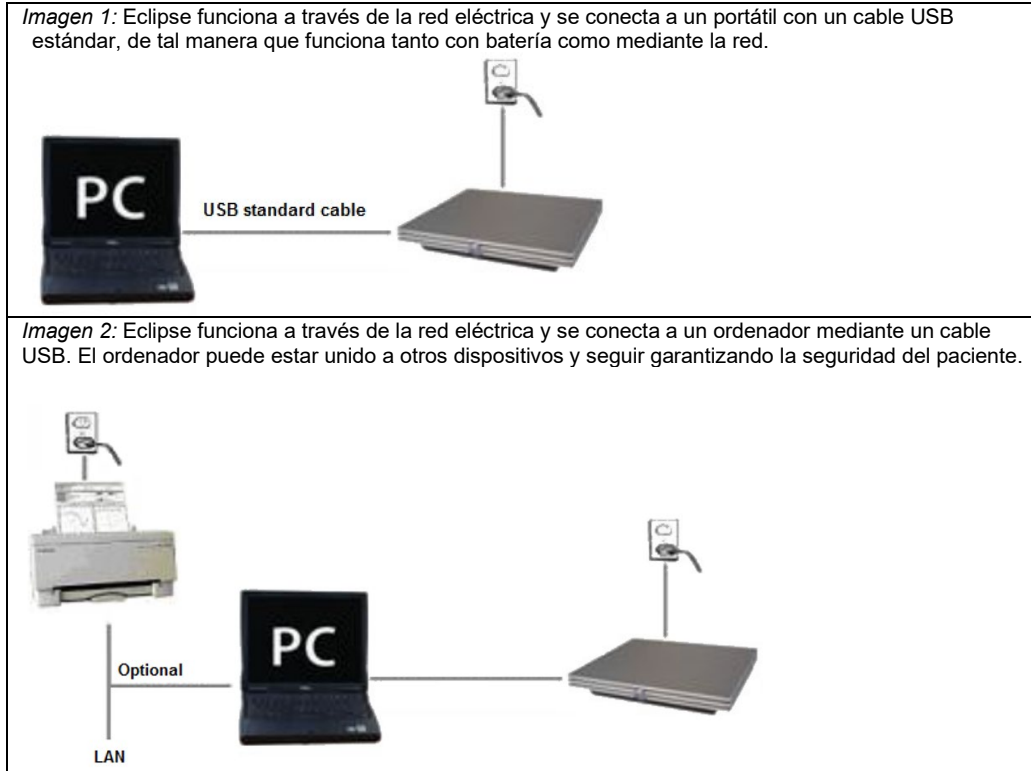 Imagen 1: Eclipse funciona a través de la red eléctrica y se conecta a un portátil con un cable USB
estándar, de tal manera que funciona tanto con batería como mediante la red.
PC
USB standard cable
Imagen 2: Eclipse funciona a través de la red eléctrica y se conecta a un ordenador mediante un cable
USB. El ordenador puede estar unido a otros dispositivos y seguir garantizando la seguridad del paciente.
PC
Optional
LAN